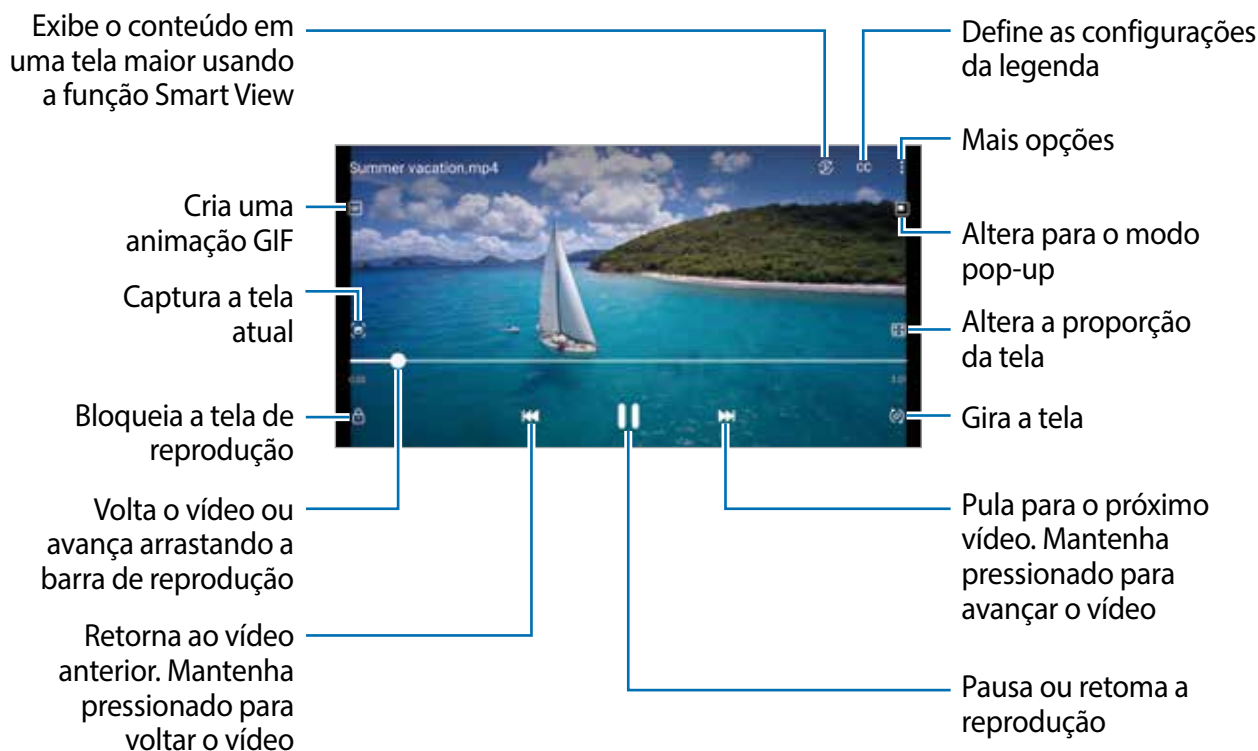 Exibe o conteúdo em
uma tela maior usando
a função Smart View
Define as configurações
da legenda
Mais opções
Summer vacation.mp4
CC
Cria uma
animação GIF
Altera para o modo
pop-up
Captura a tela
atual
Altera a proporção
da tela
Bloqueia a tela de
reprodução
Gira a tela
Volta o vídeo ou
avança arrastando a
barra de reprodução
Pula para o próximo
vídeo. Mantenha
pressionado para
avançar o vídeo
Retorna ao vídeo
anterior. Mantenha
pressionado para
voltar o vídeo
Pausa ou retoma a
reprodução